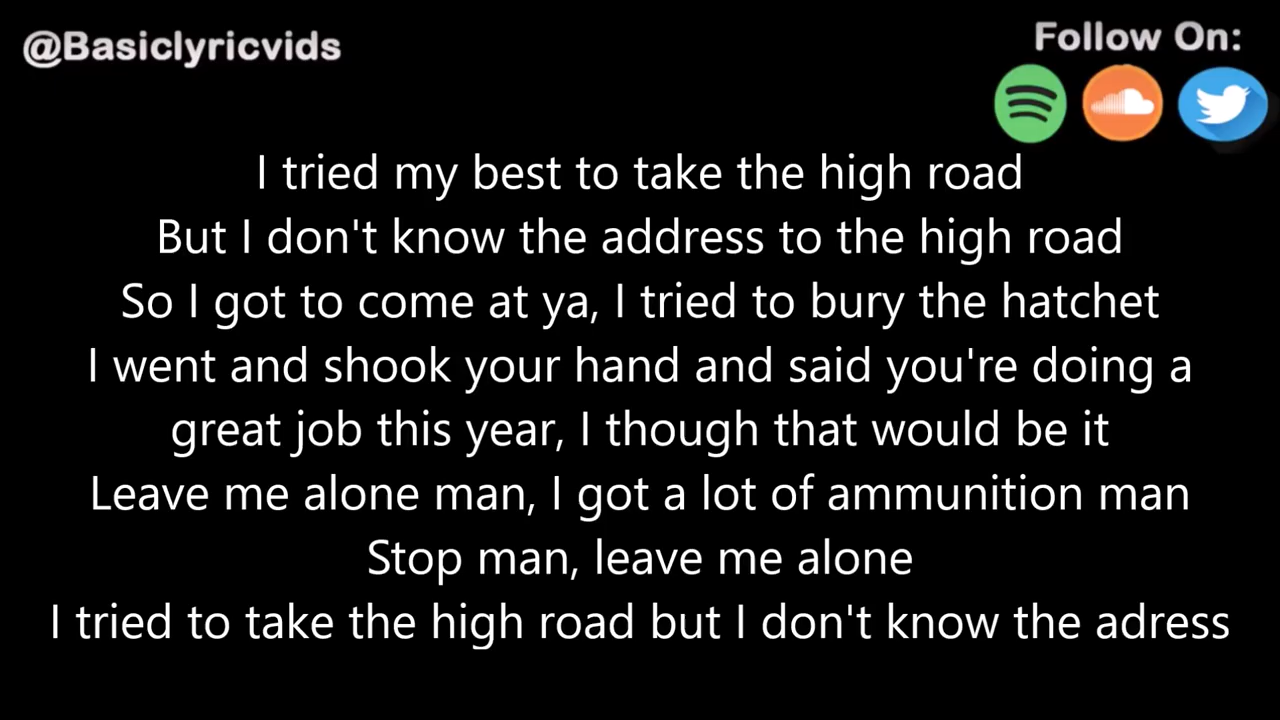 @Basiclyricvids
Follow On:
I tried my best to take the high road
But I don't know the address to the high road
So I got to come at ya, I tried to bury the hatchet
I went and shook your hand and said you're doing a
great job this year, I though that would be it
Leave me alone man, I got a lot of ammunition man
Stop man, leave me alone
I tried to take the high road but I don't know the adress